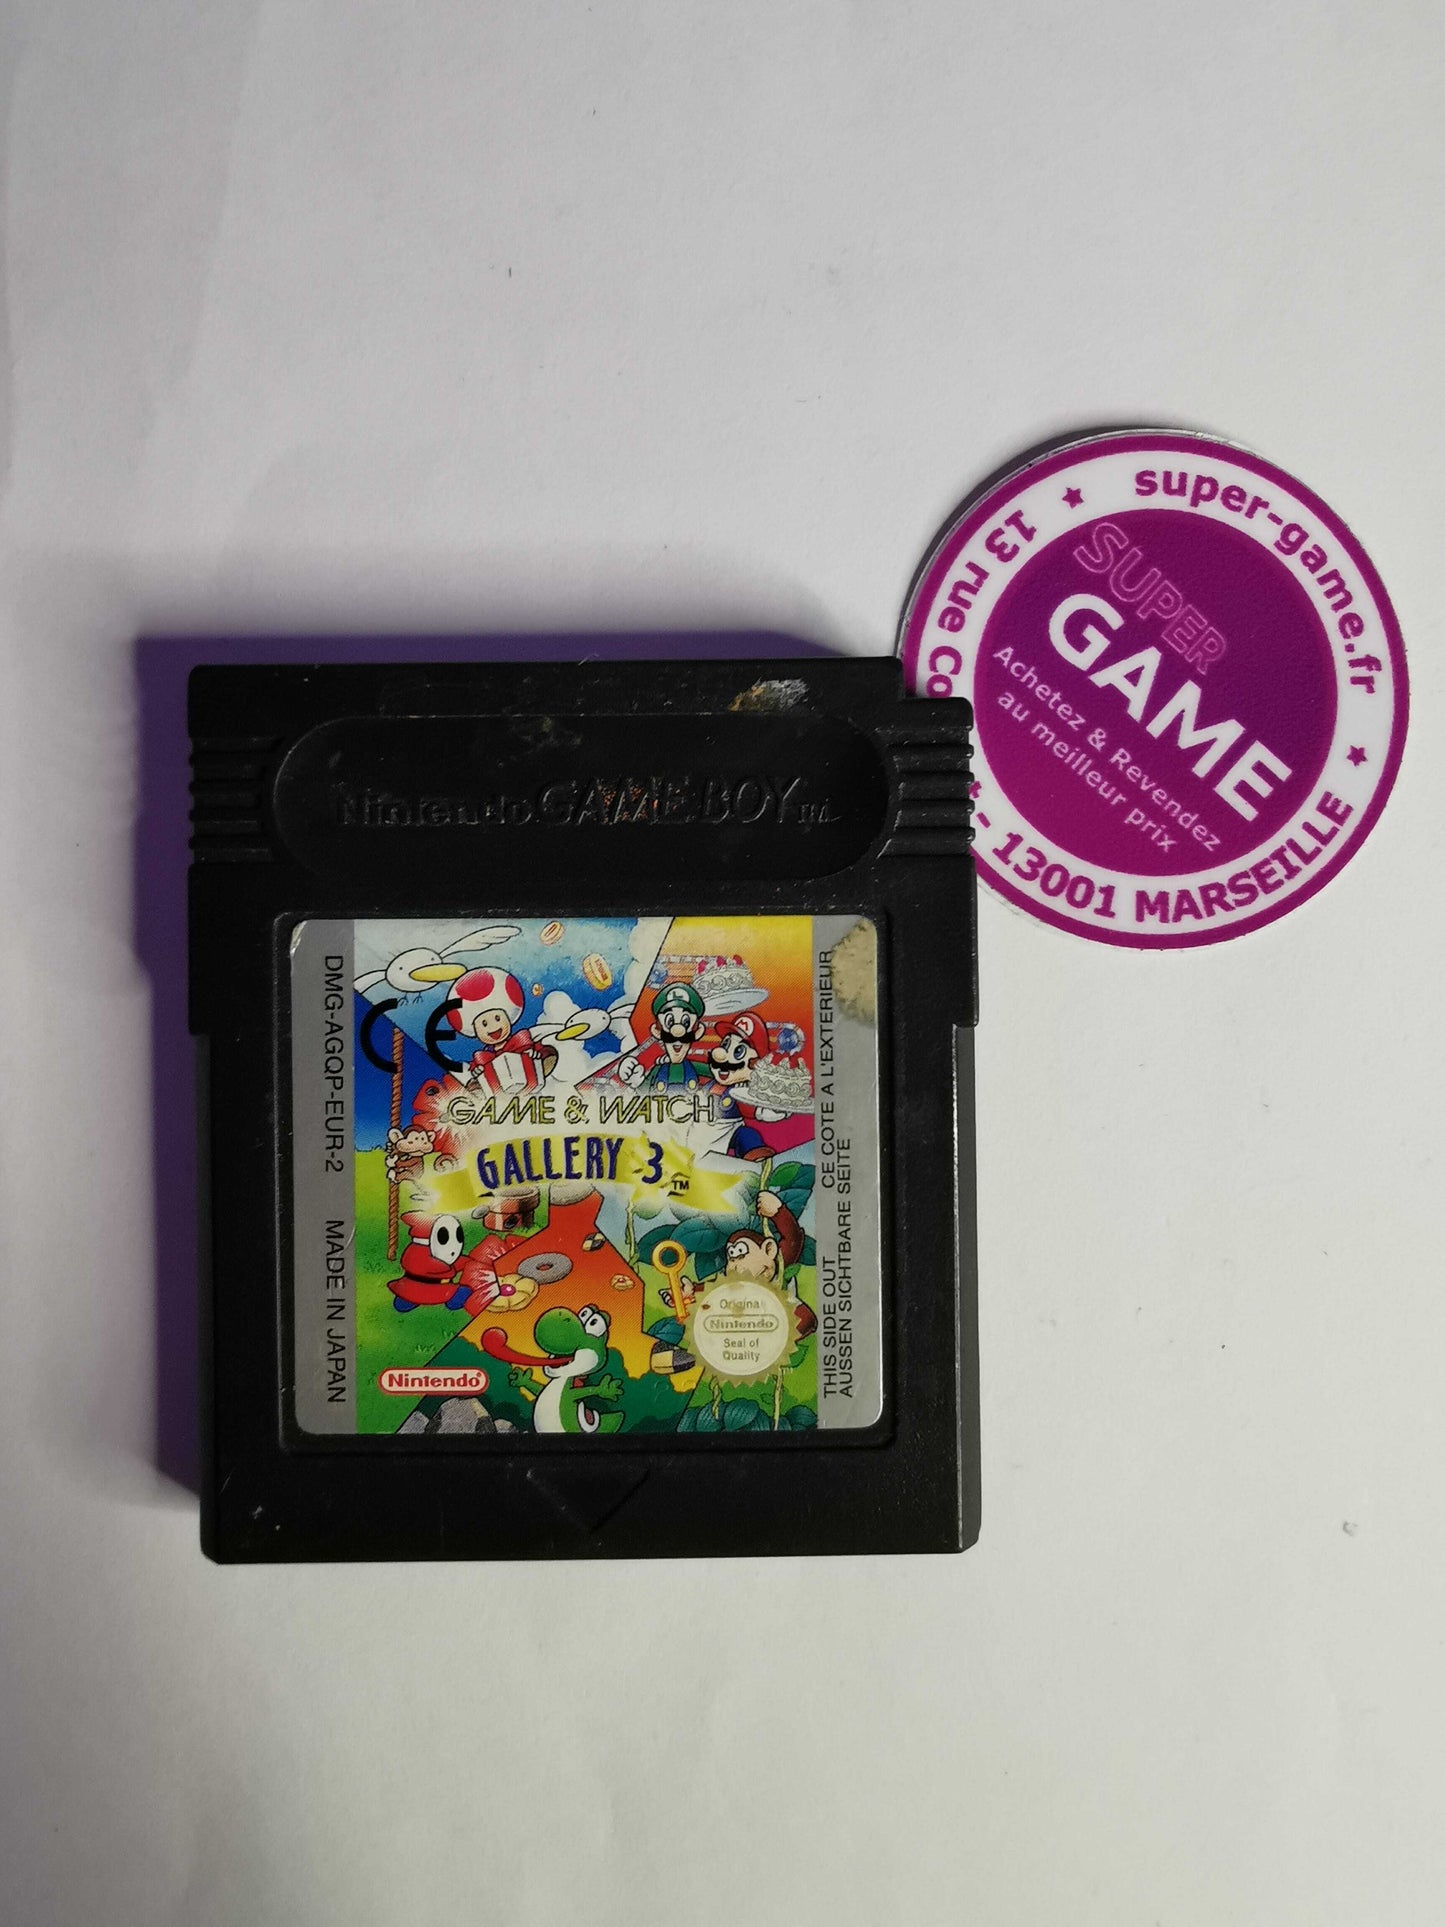 super-game.fr
13 rue Co
SUPER
GAME
Achetez & Revendez
au meilleur prix
- 13001 MARSEILLE
Nintendo GAME BOY TM
DMG-AGQP-EUR-2 MADE IN JAPAN
CE
GAME & WATCH
GALLERY 3 TM
Nintendo®
Original
Nintendo
Seal of
Quality
THIS SIDE OUT CE COTE A L'EXTERIEUR
AUSSEN SICHTBARE SEITE